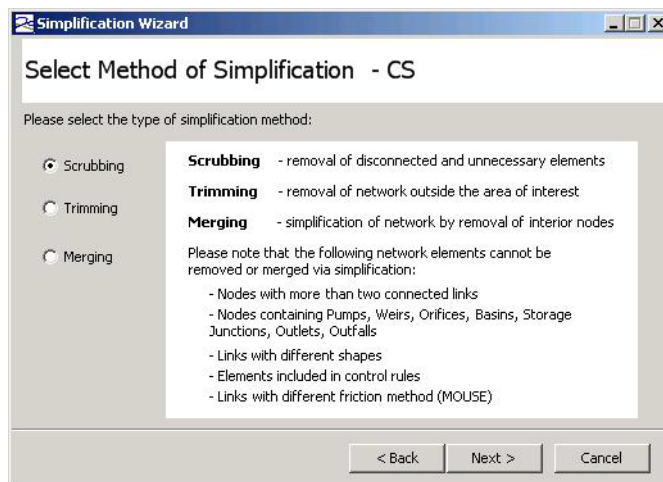 Simplification Wizard
Select Method of Simplification - CS
Please select the type of simplification method:
Scrubbing
Trimming
Merging
Scrubbing - removal of disconnected and unnecessary elements
Trimming - removal of network outside the area of interest
Merging - simplification of network by removal of interior nodes
Please note that the following network elements cannot be
removed or merged via simplification:
- Nodes with more than two connected links
- Nodes containing Pumps, Weirs, Orifices, Basins, Storage
Junctions, Outlets, Outfalls
- Links with different shapes
- Elements included in control rules
- Links with different friction method (MOUSE)
< Back
Next >
Cancel